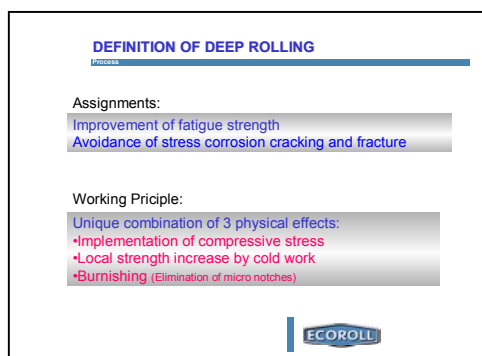 DEFINITION OF DEEP ROLLING
Process
Assignments:
Improvement of fatigue strength
Avoidance of stress corrosion cracking and fracture
Working Priciple:
Unique combination of 3 physical effects:
•Implementation of compressive stress
•Local strength increase by cold work
•Burnishing (Elimination of micro notches)
ECOROLL